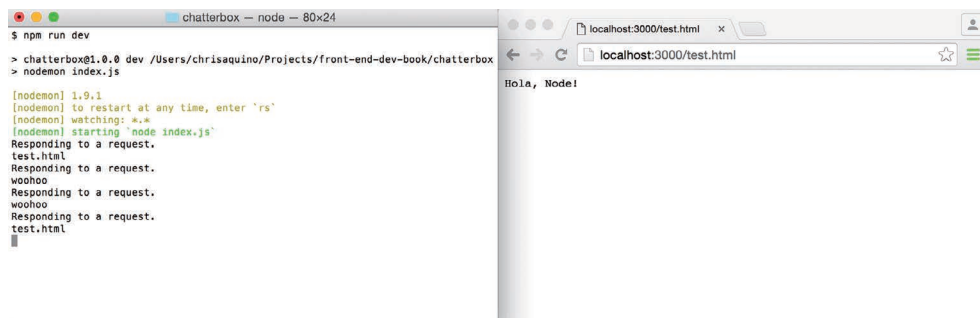 chatterbox — node — 80×24
$ npm run dev
> chatterbox@1.0.0 dev /Users/chrisaquino/Projects/front-end-dev-book/chatterbox
> nodemon index.js
[nodemon] 1.9.1
[nodemon] to restart at any time, enter `rs`
[nodemon] watching: *.*
[nodemon] starting `node index.js`
Responding to a request.
test.html
Responding to a request.
woohoo
Responding to a request.
woohoo
Responding to a request.
test.html
localhost:3000/test.html ×
localhost:3000/test.html
Hola, Node!